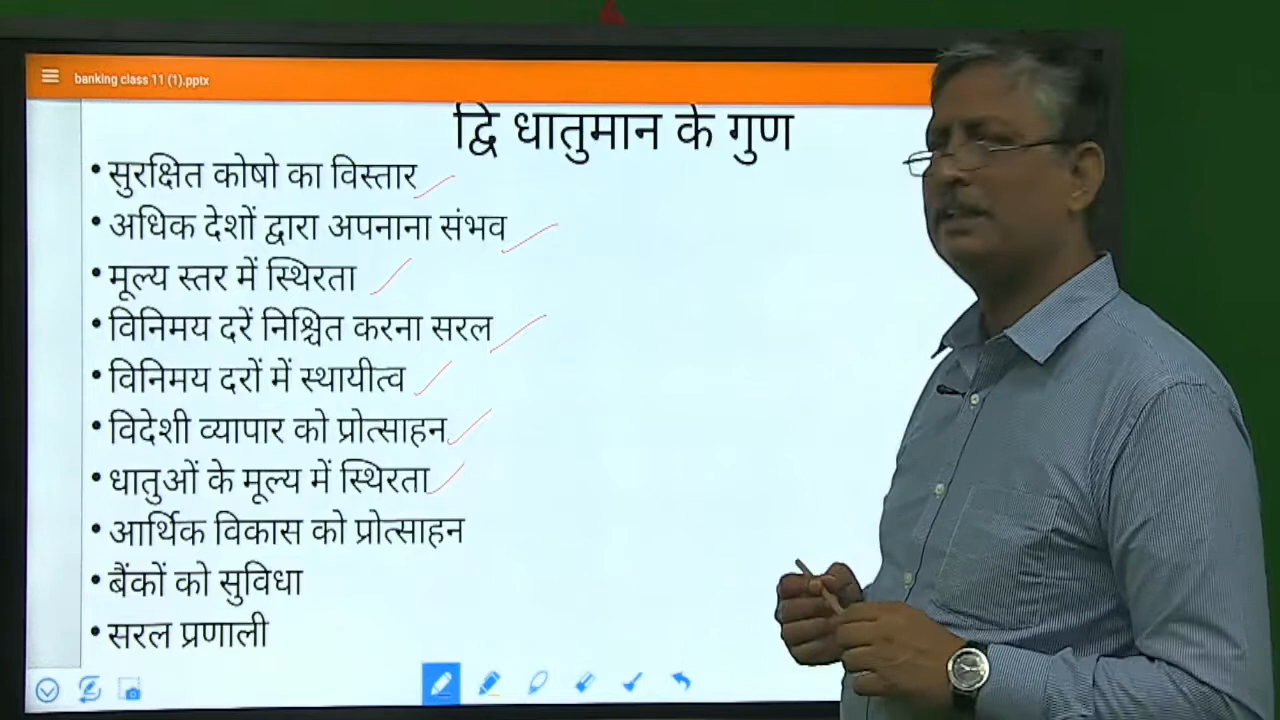 banking class 11 (1).pptx
द्वि धातुमान के गुण
• सुरक्षित कोषो का विस्तार
• अधिक देशों द्वारा अपनाना संभव
• मूल्य स्तर में स्थिरता
• विनिमय दरें निश्चित करना सरल
• विनिमय दरों में स्थायीत्व
• विदेशी व्यापार को प्रोत्साहन
• धातुओं के मूल्य में स्थिरता
• आर्थिक विकास को प्रोत्साहन
• बैंकों को सुविधा
• सरल प्रणाली